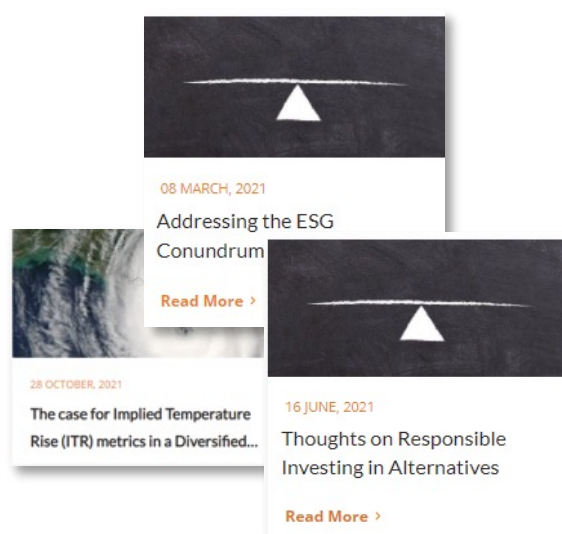 08 MARCH, 2021
Addressing the ESG
Conundrum
Read More >
28 OCTOBER, 2021
The case for Implied Temperature
Rise (ITR) metrics in a Diversified...
16 JUNE, 2021
Thoughts on Responsible
Investing in Alternatives
Read More >